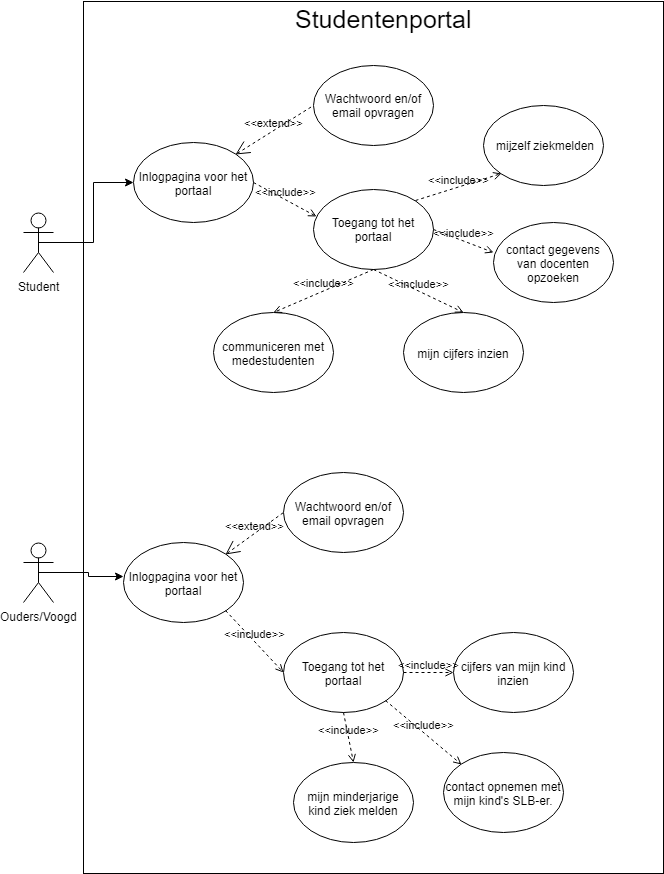 Studentenportal
Wachtwoord en/of
email opvragen
<<extend>>
mijzelf ziekmelden
Inlogpagina voor het
portaal
<<include>>
<<include>>
Toegang tot het
portaal
<<include>>
contact gegevens
van docenten
opzoeken
Student
<<include>>
<<include>>
communiceren met
medestudenten
mijn cijfers inzien
Wachtwoord en/of
email opvragen
<<extend>>
Inlogpagina voor het
portaal
Ouders/Voogd
<<include>>
Toegang tot het
portaal
<<include>>
cijfers van mijn kind
inzien
<<include>>
<<include>>
mijn minderjarige
kind ziek melden
contact opnemen met
mijn kind's SLB-er.